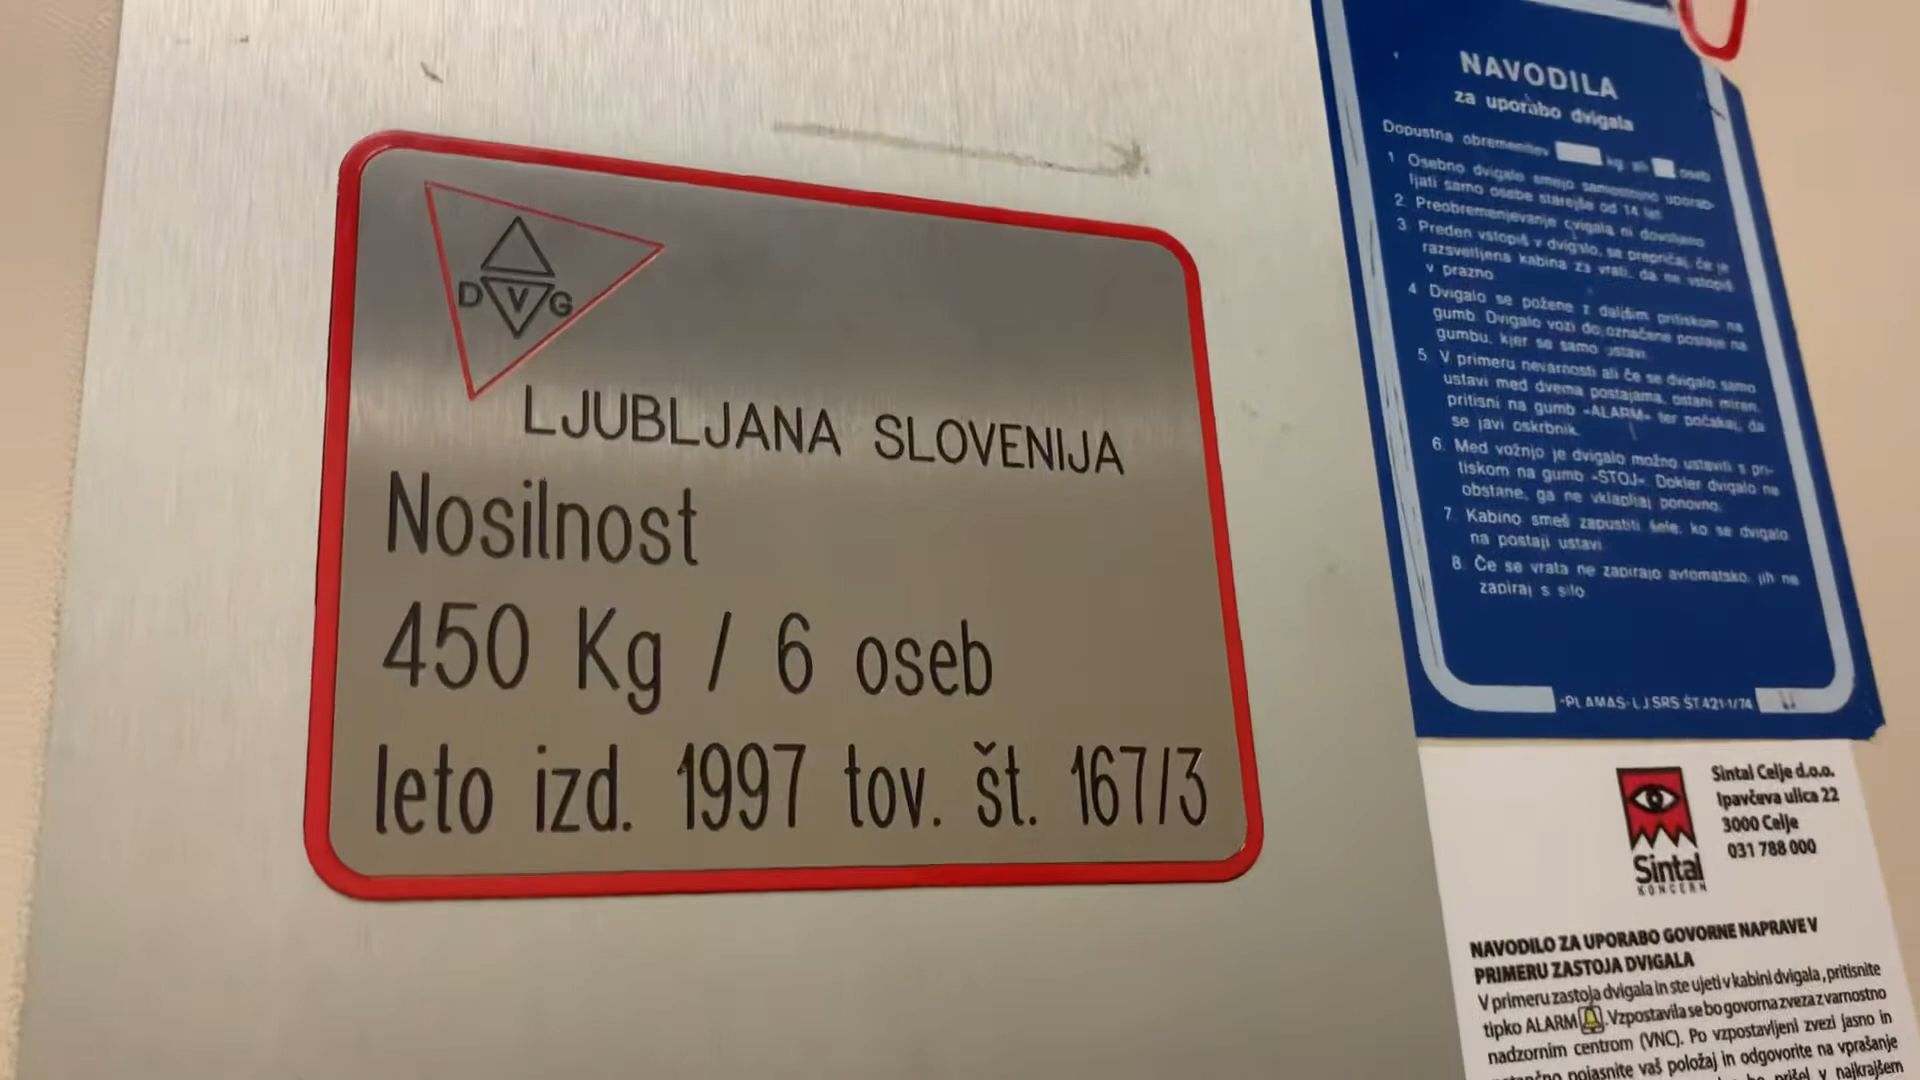 D V G
LJUBLJANA SLOVENIJA
Nosilnost
450 Kg / 6 oseb
leto izd. 1997 tov. št. 167/3
NAVODILA
za uporabo dvigala
Dopustna obremenitev kg ali oseb
1 Osebno dvigalo smejo samostojno uporab-
ljati samo osebe starejše od 14 let
2 Preobremenjevanje dvigala ni dovoljeno
3 Preden vstopiš v dvigalo, se prepričaj, če je
razsvetljena kabina za vrati, da ne vstopiš
v prazno
4 Dvigalo se požene z daljšim pritiskom na
gumb. Dvigalo vozi do označene postaje na
gumbu, kjer se samo ustavi.
5. V primeru nevarnosti ali če se dvigalo samo
ustavi med dvema postajama, ostani miren,
pritisni na gumb »ALARM« ter počakaj, da
se javi oskrbnik.
6. Med vožnjo je dvigalo možno ustaviti s pri-
tiskom na gumb »STOJ«. Dokler dvigalo ne
obstane, ga ne vklapljaj ponovno.
7 Kabino smeš zapustiti šele, ko se dvigalo
na postaji ustavi
8. Če se vrata ne zapirajo avtomatsko, jih ne
zapiraj s silo.
-PLAMAS- LJ SRS ŠT.421-1/74
Sintal
KONCERN
Sintal Celje d.o.o.
Ipavčeva ulica 22
3000 Celje
031 788 000
NAVODILO ZA UPORABO GOVORNE NAPRAVE V
PRIMERU ZASTOJA DVIGALA
V primeru zastoja dvigala in ste ujeti v kabini dvigala, pritisnite
tipko ALARM. Vzpostavila se bo govorna zveza z varnostno
nadzornim centrom (VNC). Po vzpostavljeni zvezi jasno in
pojasnite vaš položaj in odgovorite na vprašanje
prišel v najkrajšem